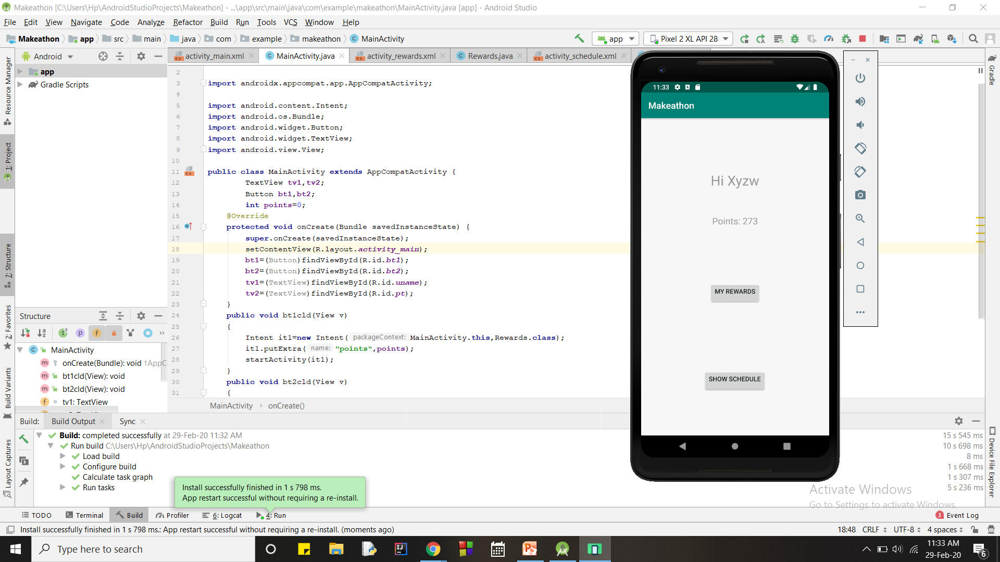 Makeathon [C:\Users\Hp\AndroidStudioProjects\Makeathon] - ...\app\src\main\java\com\example\makeathon\MainActivity.java [app] - Android Studio
File Edit View Navigate Code Analyze Refactor Build Run Tools VCS Window Help
Makeathon app src main java com example makeathon MainActivity
app Pixel 2 XL API 28
Android
activity_main.xml MainActivity.java activity_rewards.xml Rewards.java activity_schedule.xml
app
Gradle Scripts
Resource Manager
1: Project
7: Structure
2: Favorites
Build Variants
Layout Captures
2
3 import androidx.appcompat.app.AppCompatActivity;
4
5 import android.content.Intent;
6 import android.os.Bundle;
7 import android.widget.Button;
8 import android.widget.TextView;
9 import android.view.View;
10
11 public class MainActivity extends AppCompatActivity {
12 TextView tv1,tv2;
13 Button bt1,bt2;
14 int points=0;
15 @Override
16 protected void onCreate(Bundle savedInstanceState) {
17 super.onCreate(savedInstanceState);
18 setContentView(R.layout.activity_main);
19 bt1=(Button)findViewById(R.id.bt1);
20 bt2=(Button)findViewById(R.id.bt2);
21 tv1=(TextView)findViewById(R.id.uname);
22 tv2=(TextView)findViewById(R.id.pt);
23 }
24 public void bt1cld(View v)
25 {
26 Intent it1=new Intent( packageContext: MainActivity.this,Rewards.class);
27 it1.putExtra( name: "points",points);
28 startActivity(it1);
29 }
30 public void bt2cld(View v)
31 {
MainActivity › onCreate()
11:33
Makeathon
Hi Xyzw
Points: 273
MY REWARDS
SHOW SCHEDULE
Gradle
Device File Explorer
Structure
MainActivity
onCreate(Bundle): void ↑AppC
bt1cld(View): void
bt2cld(View): void
tv1: TextView
Build: Build Output Sync
Build: completed successfully at 29-Feb-20 11:32 AM 15 s 545 ms
Run build C:\Users\Hp\AndroidStudioProjects\Makeathon 10 s 698 ms
Load build 8 ms
Configure build 1 s 668 ms
Calculate task graph 1 s 307 ms
Run tasks 5 s 236 ms
Install successfully finished in 1 s 798 ms.
App restart successful without requiring a re-install.
Activate Windows
Go to Settings to activate Windows.
TODO Terminal Build Profiler 6: Logcat 4: Run 3 Event Log
Install successfully finished in 1 s 798 ms.: App restart successful without requiring a re-install. (moments ago) 18:48 CRLF UTF-8 4 spaces
Type here to search
11:33 AM
29-Feb-20
6